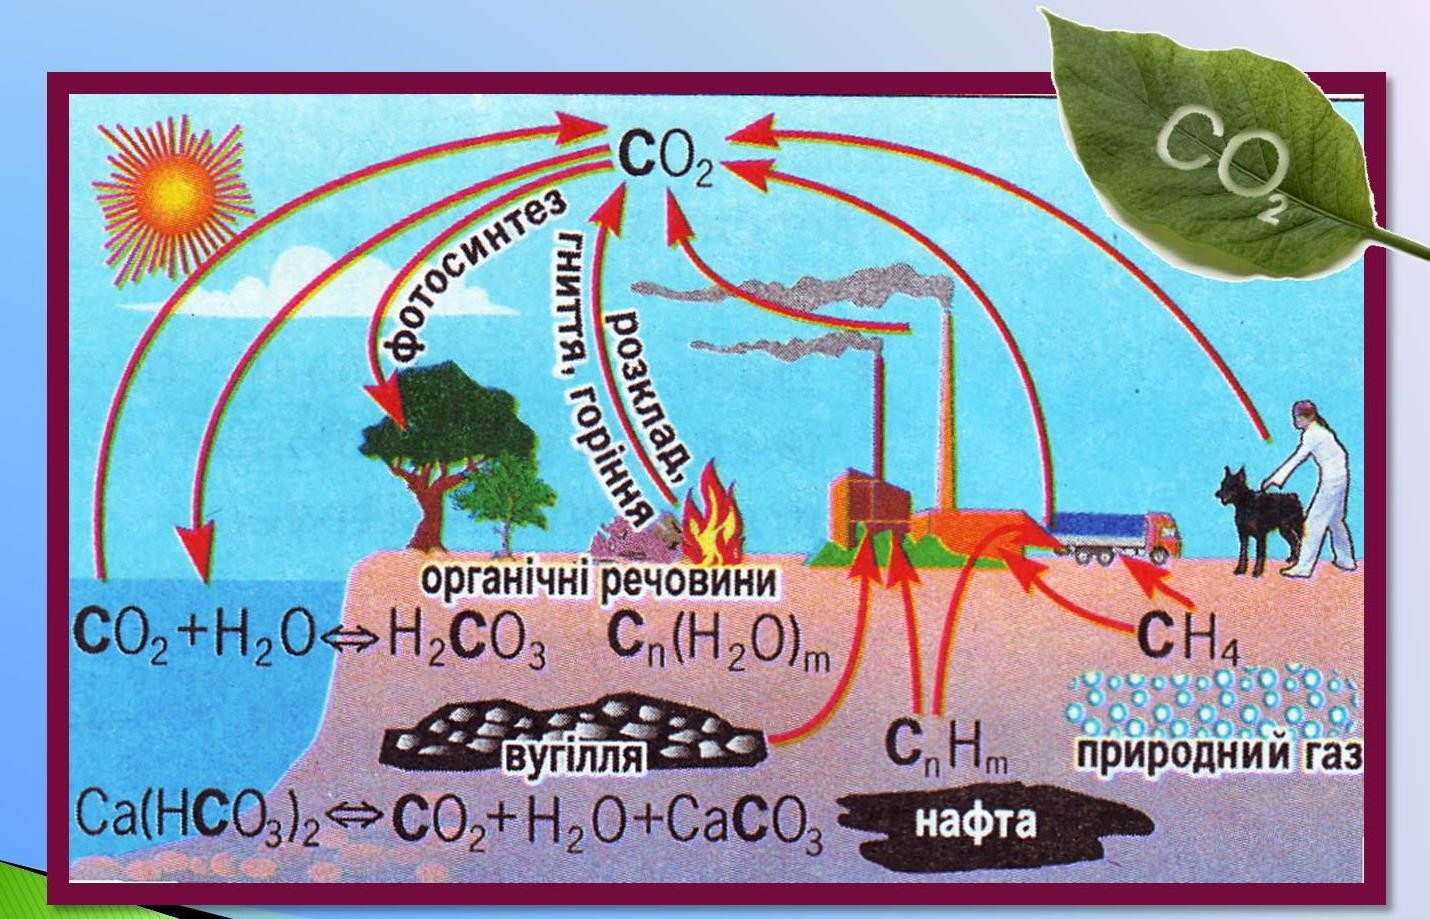 CO₂
CO₂
фотосинтез
гниття, горіння
розклад,
органічні речовини
CO₂+H₂O⇔H₂CO₃
Cₙ(H₂O)ₘ
CH₄
вугілля
CₙHₘ
природний газ
Ca(HCO₃)₂⇔CO₂+H₂O+CaCO₃
нафта